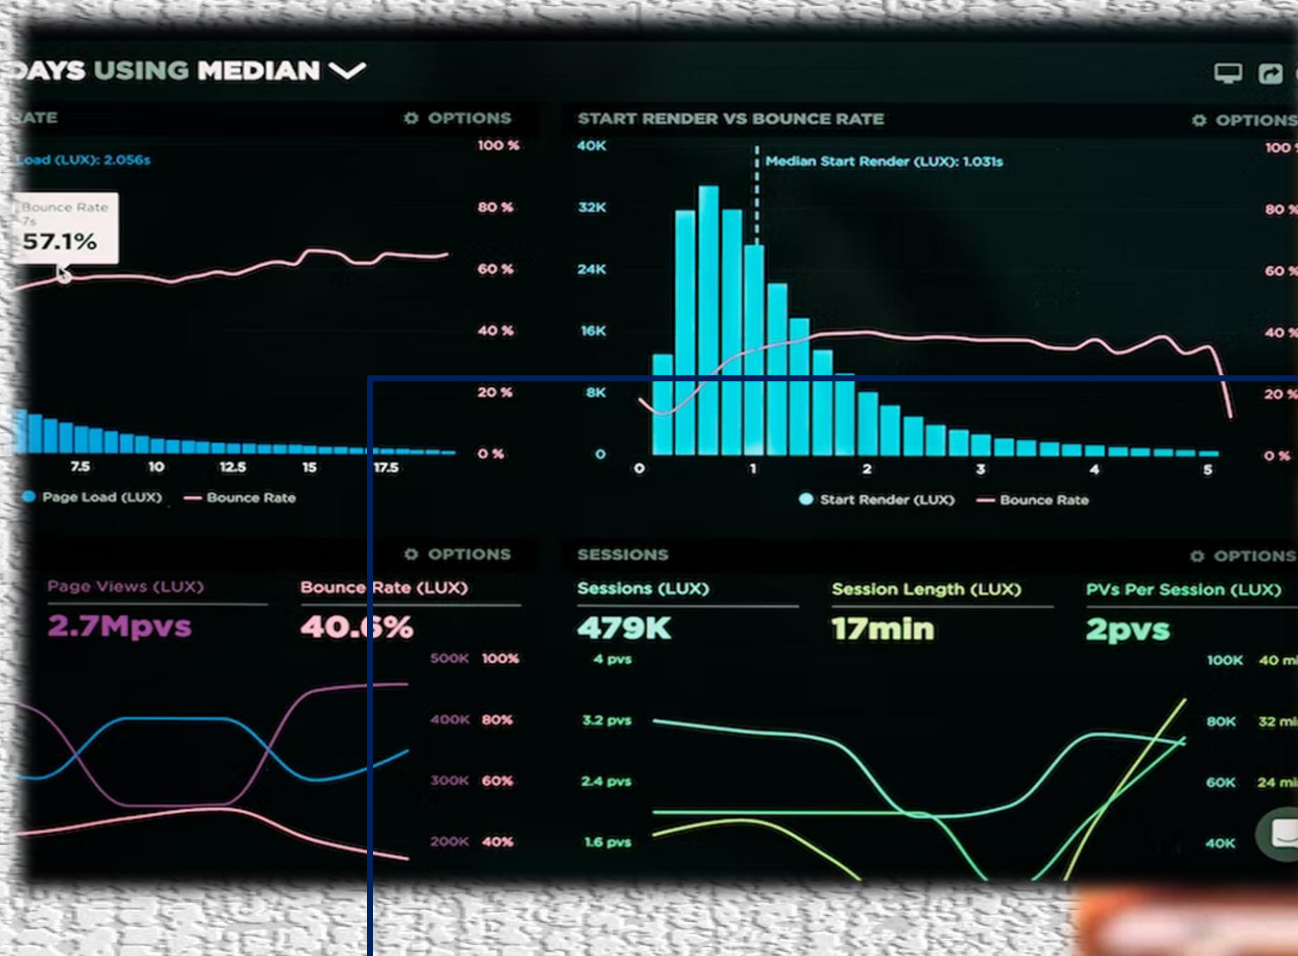 DAYS USING MEDIAN
RATE
OPTIONS
Load (LUX): 2.056s
Bounce Rate
7s
57.1%
100 %
80 %
60 %
40 %
20 %
0 %
7.5 10 12.5 15 17.5
Page Load (LUX) Bounce Rate
START RENDER VS BOUNCE RATE
OPTIONS
Median Start Render (LUX): 1.031s
40K 100
32K 80 %
24K 60 %
16K 40 %
8K 20 %
0 0 %
0 1 2 3 4 5
Start Render (LUX) Bounce Rate
OPTIONS
Page Views (LUX) Bounce Rate (LUX)
2.7Mpvs 40.6%
500K 100%
400K 80%
300K 60%
200K 40%
SESSIONS
OPTIONS
Sessions (LUX) Session Length (LUX) PVs Per Session (LUX)
479K 17min 2pvs
4 pvs 100K 40 mi
3.2 pvs 80K 32 mi
2.4 pvs 60K 24 mi
1.6 pvs 40K